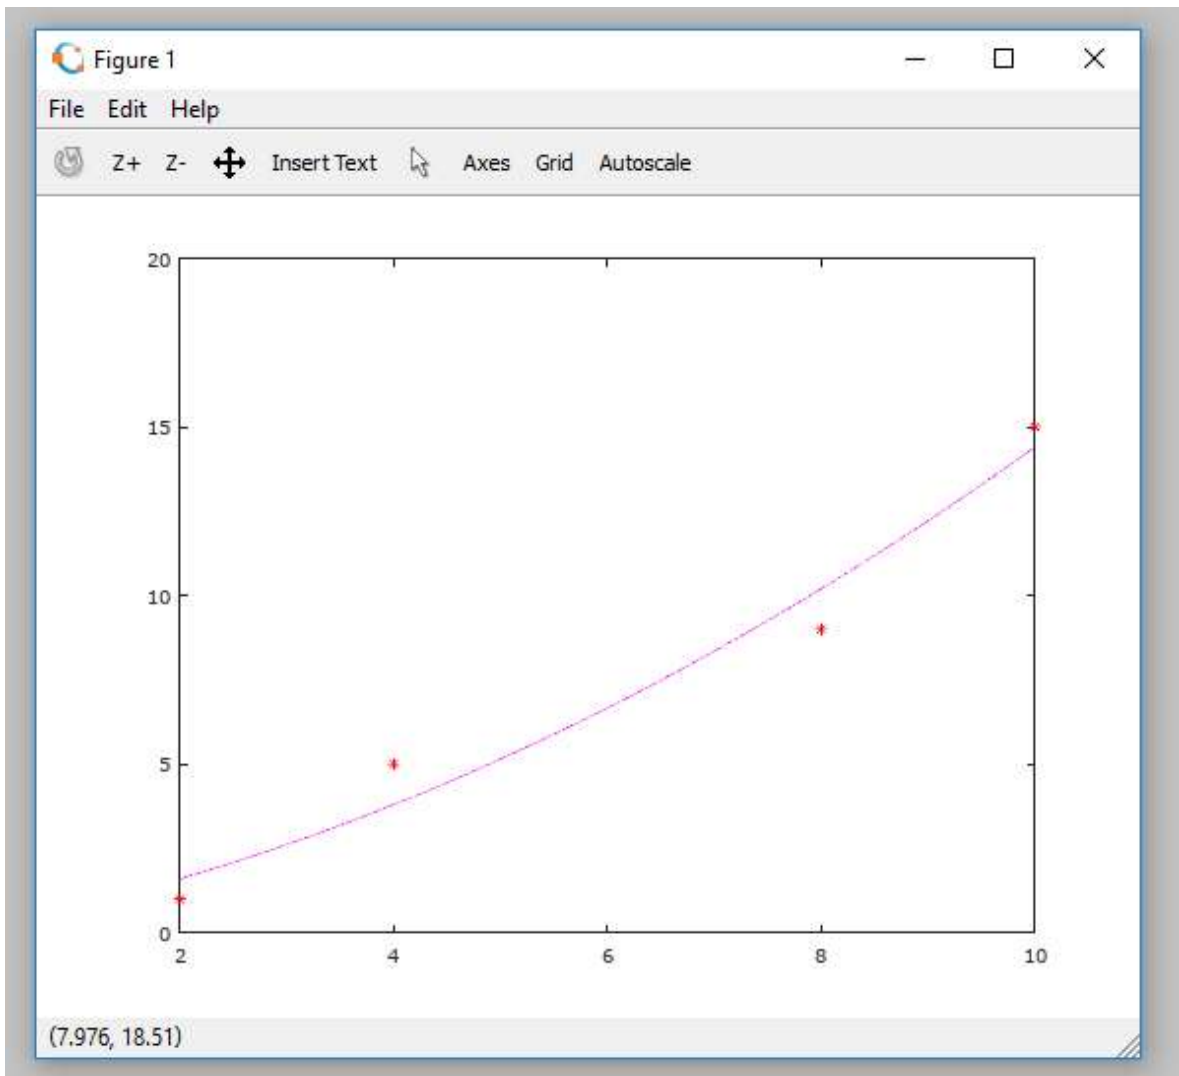 Figure 1
File Edit Help
Z+ Z- Insert Text Axes Grid Autoscale
20
15
10
5
0
2 4 6 8 10
(7.976, 18.51)